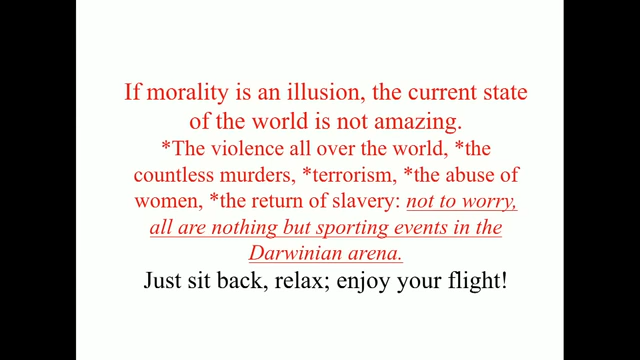 If morality is an illusion, the current state
of the world is not amazing.
*The violence all over the world, *the
countless murders, *terrorism, *the abuse of
women, *the return of slavery: not to worry,
all are nothing but sporting events in the
Darwinian arena.
Just sit back, relax; enjoy your flight!